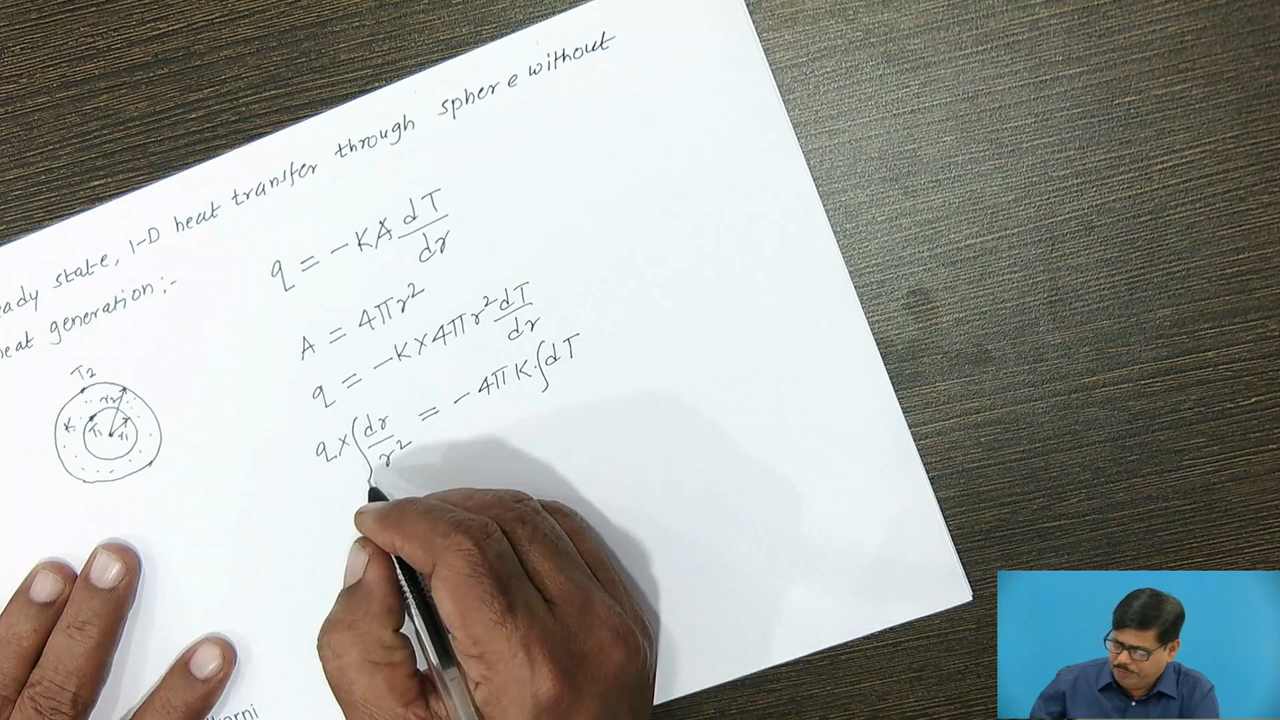 eady state, 1-D heat transfer through sphere without
heat generation:-
q = -KA dT/dr
A = 4πr²
q = -K×4πr² dT/dr
q×∫dr/r² = -4πK.∫dT
T2
r2
K
T1 r1